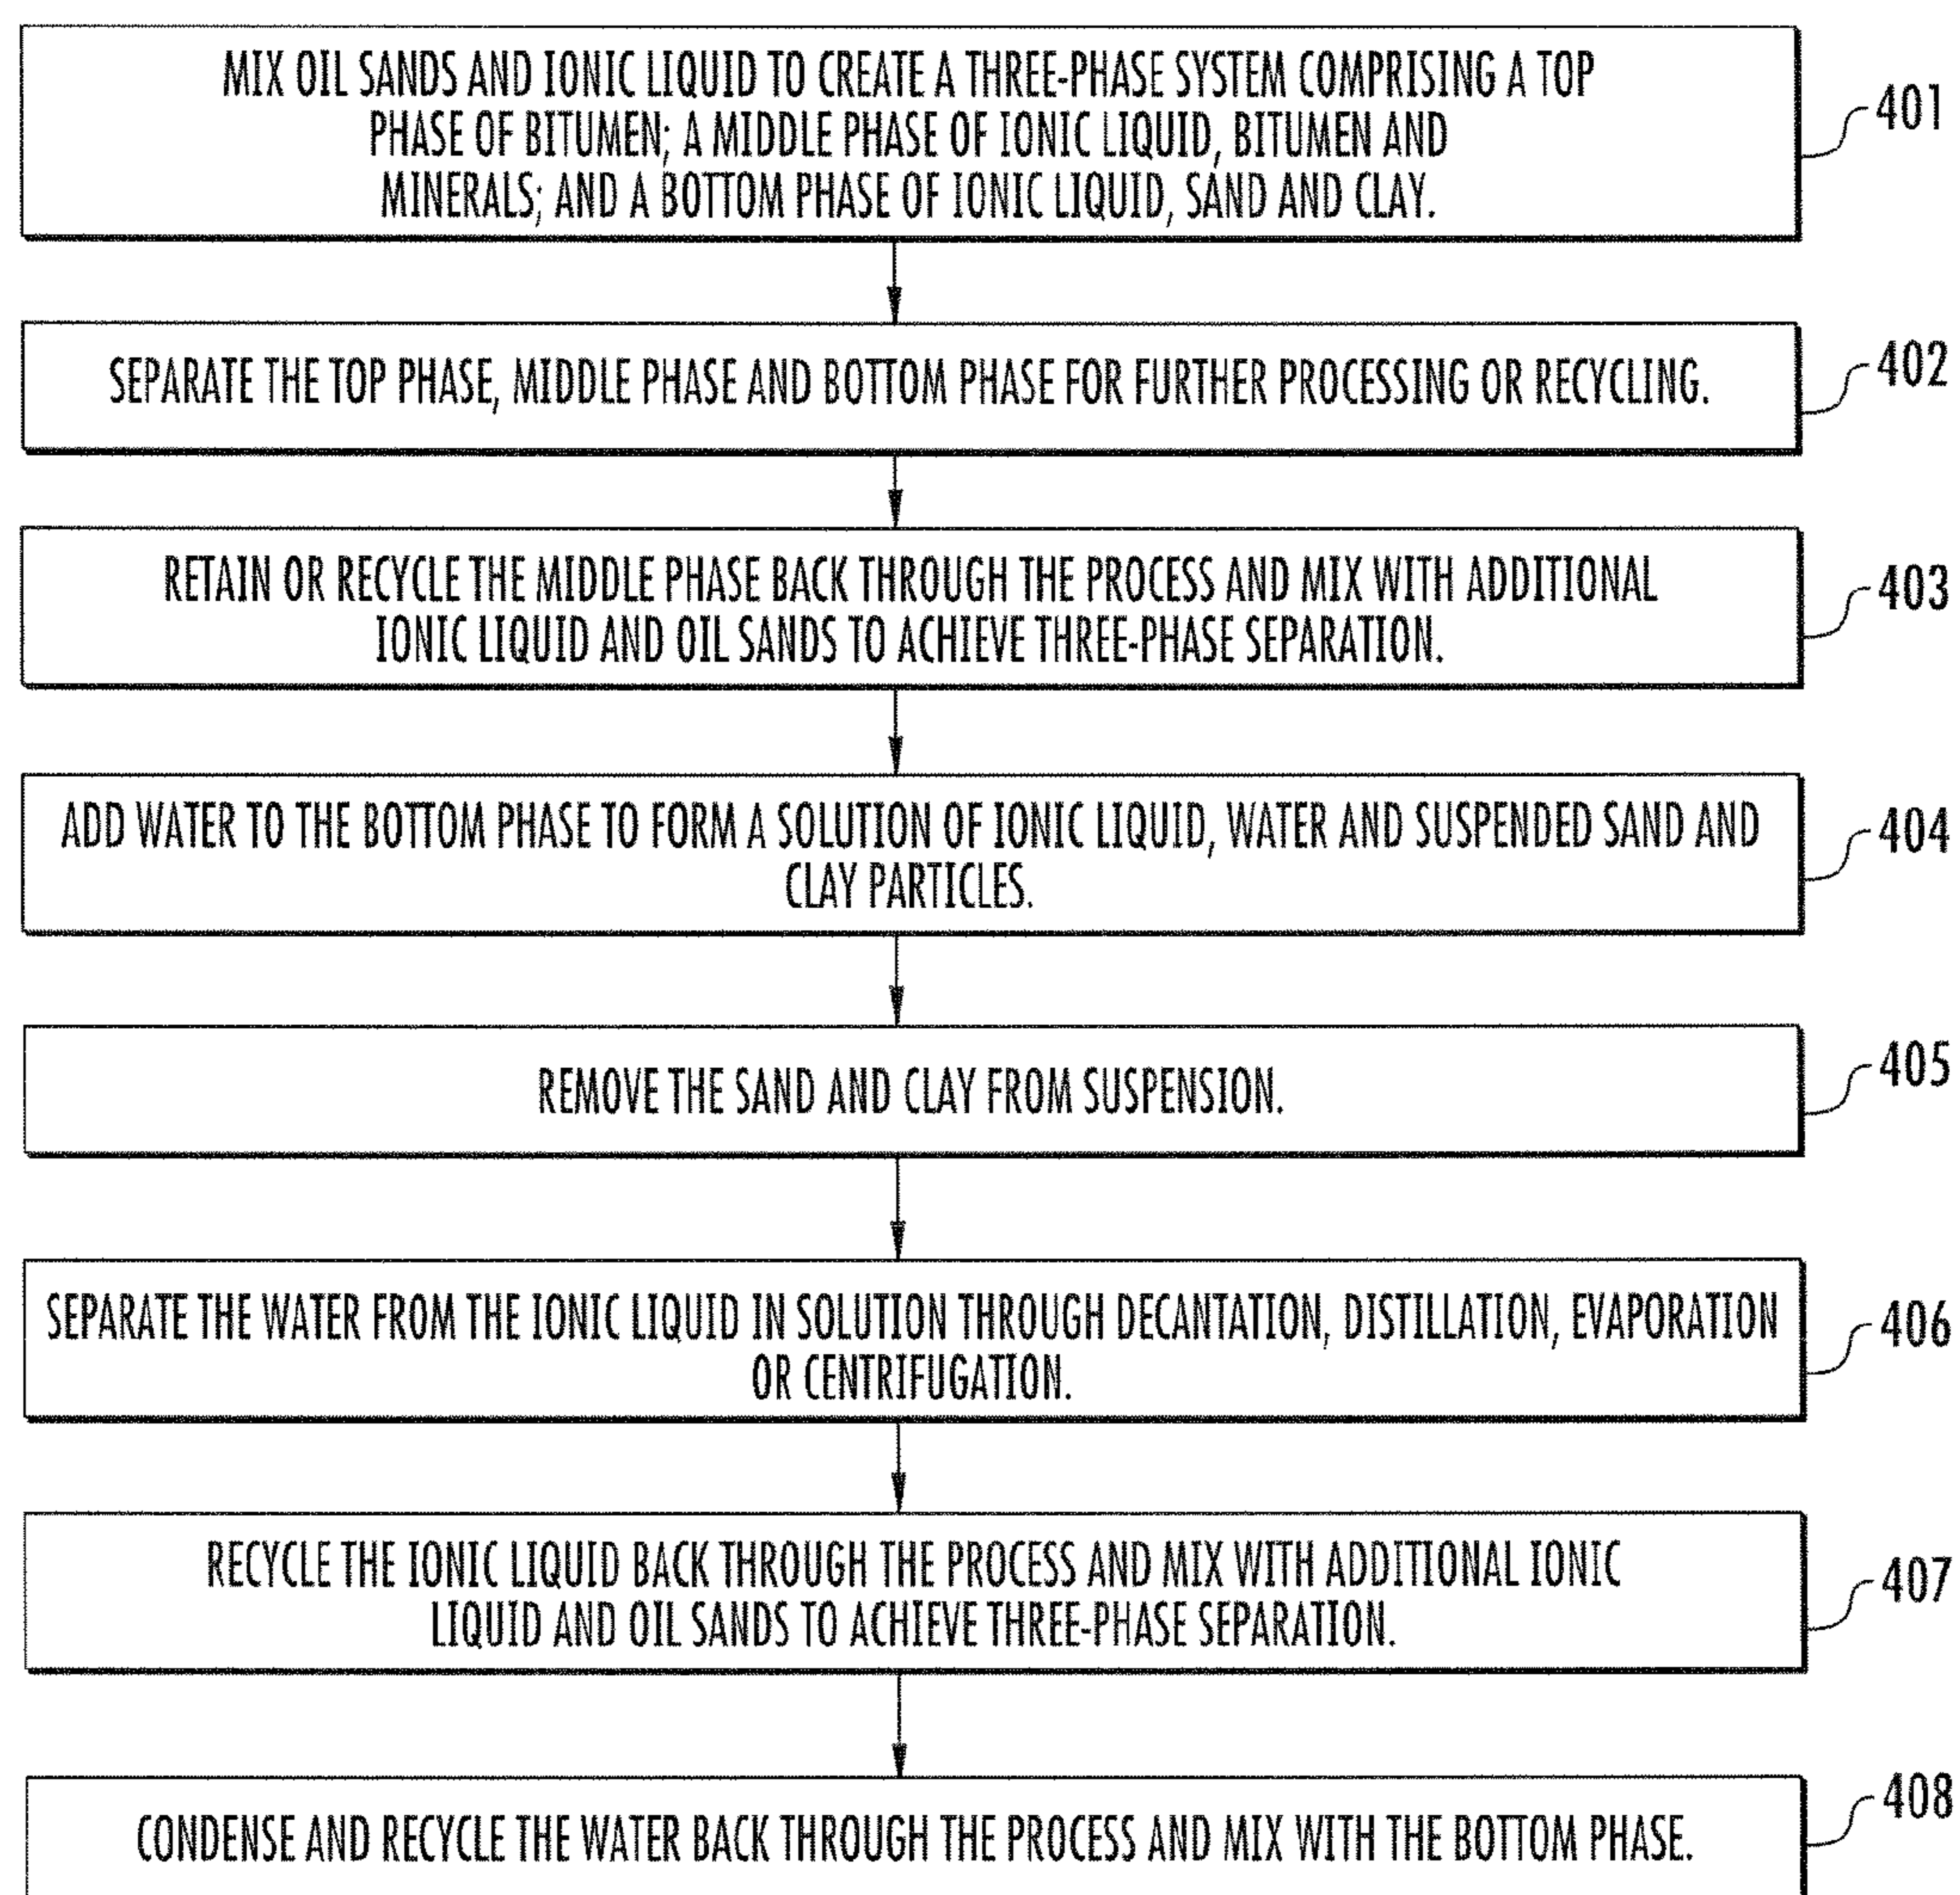 MIX OIL SANDS AND IONIC LIQUID TO CREATE A THREE-PHASE SYSTEM COMPRISING A TOP
PHASE OF BITUMEN; A MIDDLE PHASE OF IONIC LIQUID, BITUMEN AND
MINERALS; AND A BOTTOM PHASE OF IONIC LIQUID, SAND AND CLAY.
401
SEPARATE THE TOP PHASE, MIDDLE PHASE AND BOTTOM PHASE FOR FURTHER PROCESSING OR RECYCLING.
402
RETAIN OR RECYCLE THE MIDDLE PHASE BACK THROUGH THE PROCESS AND MIX WITH ADDITIONAL
IONIC LIQUID AND OIL SANDS TO ACHIEVE THREE-PHASE SEPARATION.
403
ADD WATER TO THE BOTTOM PHASE TO FORM A SOLUTION OF IONIC LIQUID, WATER AND SUSPENDED SAND AND
CLAY PARTICLES.
404
REMOVE THE SAND AND CLAY FROM SUSPENSION.
405
SEPARATE THE WATER FROM THE IONIC LIQUID IN SOLUTION THROUGH DECANTATION, DISTILLATION, EVAPORATION
OR CENTRIFUGATION.
406
RECYCLE THE IONIC LIQUID BACK THROUGH THE PROCESS AND MIX WITH ADDITIONAL IONIC
LIQUID AND OIL SANDS TO ACHIEVE THREE-PHASE SEPARATION.
407
CONDENSE AND RECYCLE THE WATER BACK THROUGH THE PROCESS AND MIX WITH THE BOTTOM PHASE.
408